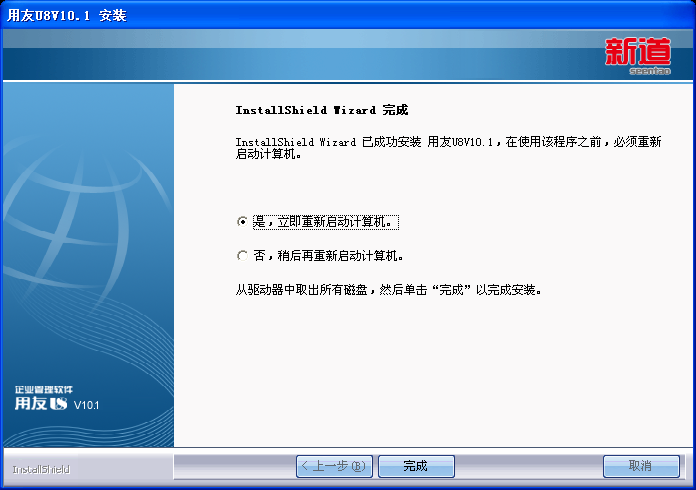 用友U8V10.1 安装
新道
seentao
InstallShield Wizard 完成
InstallShield Wizard 已成功安装 用友U8V10.1，在使用该程序之前，必须重新
启动计算机。
是，立即重新启动计算机。
否，稍后再重新启动计算机。
从驱动器中取出所有磁盘，然后单击“完成”以完成安装。
企业管理软件
用友U8 V10.1
InstallShield
< 上一步(B)
完成
取消